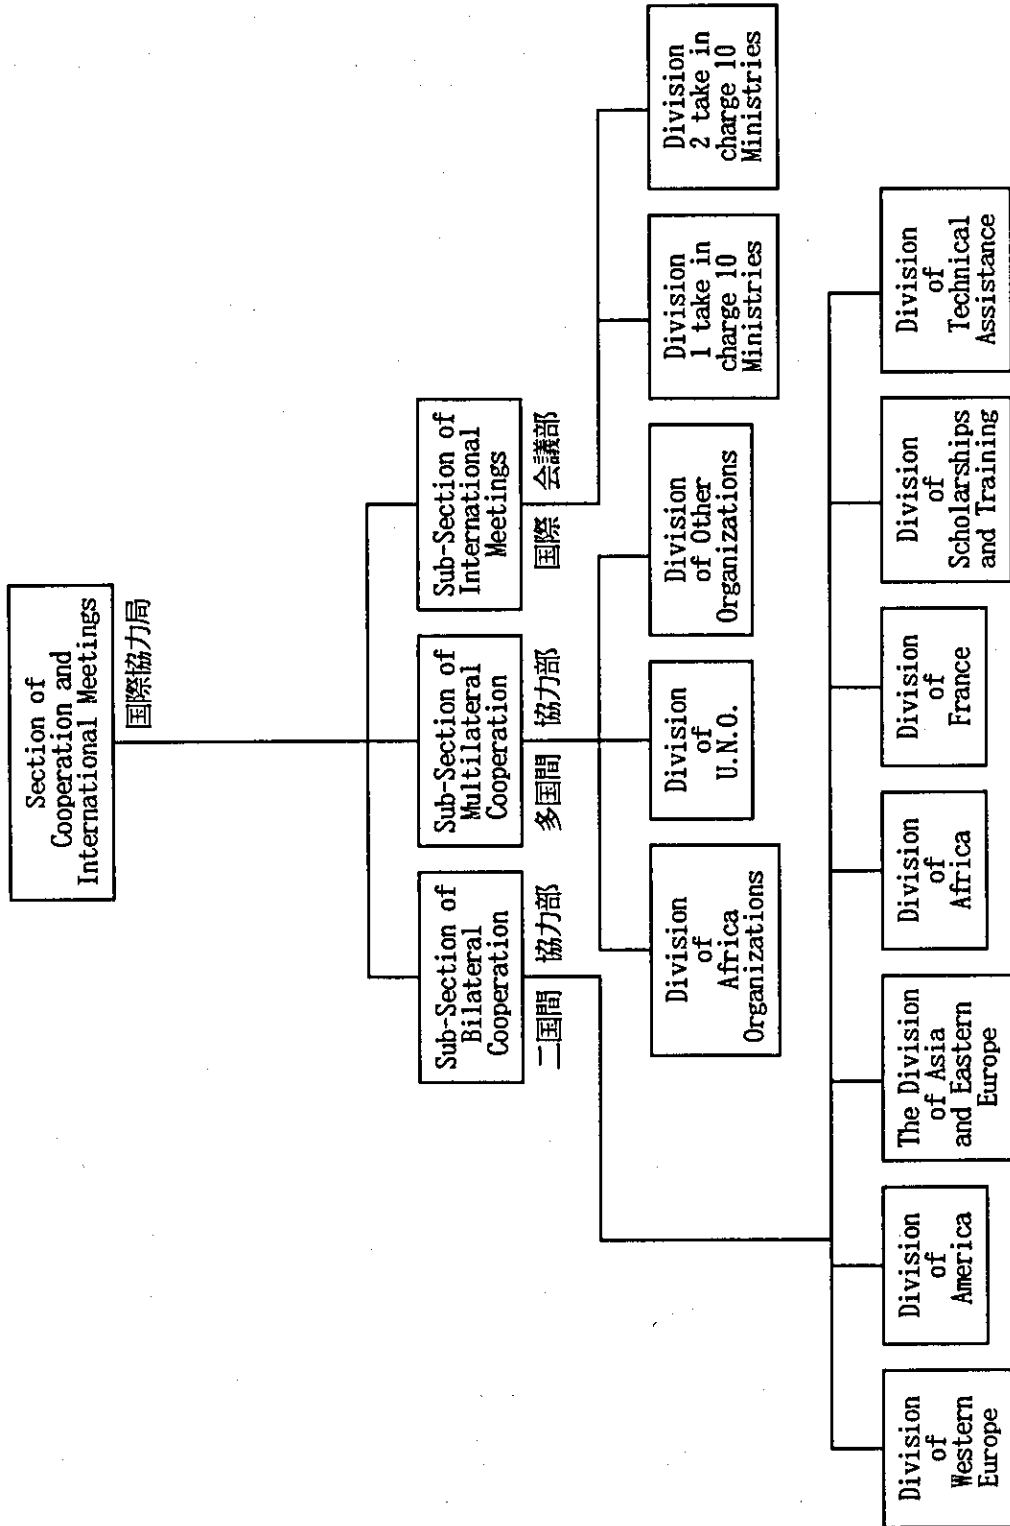 Section of
Cooperation and
International Meetings
国際協力局
Sub-Section of
Bilateral
Cooperation
二国間 協力部
Sub-Section of
Multilateral
Cooperation
多国間 協力部
Sub-Section of
International
Meetings
国際 会議部
Division
of
Africa
Organizations
Division
of
U.N.O.
Division
of Other
Organizations
Division
1 take in
charge 10
Ministries
Division
2 take in
charge 10
Ministries
Division
of
Western
Europe
Division
of
America
The Division
of Asia
and Eastern
Europe
Division
of
Africa
Division
of
France
Division
of
Scholarships
and Training
Division
of
Technical
Assistance